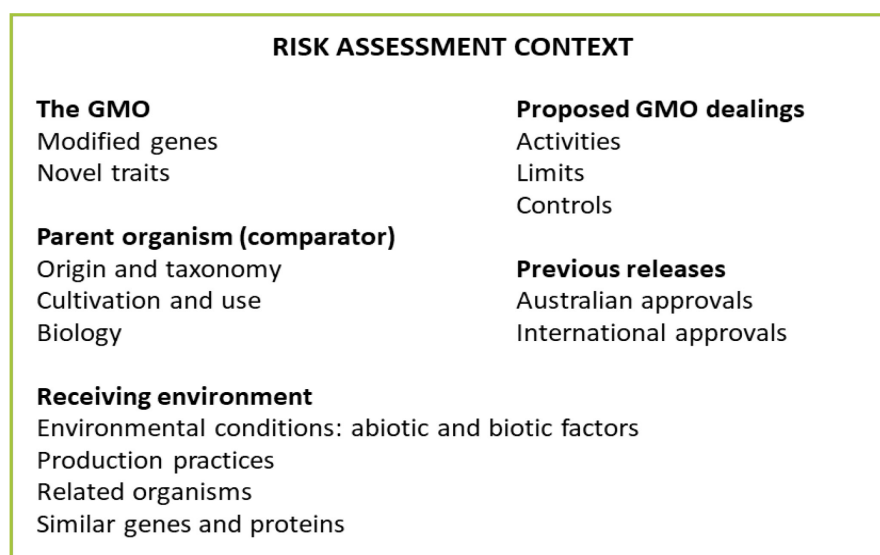 RISK ASSESSMENT CONTEXT
The GMO
Modified genes
Novel traits
Parent organism (comparator)
Origin and taxonomy
Cultivation and use
Biology
Proposed GMO dealings
Activities
Limits
Controls
Previous releases
Australian approvals
International approvals
Receiving environment
Environmental conditions: abiotic and biotic factors
Production practices
Related organisms
Similar genes and proteins